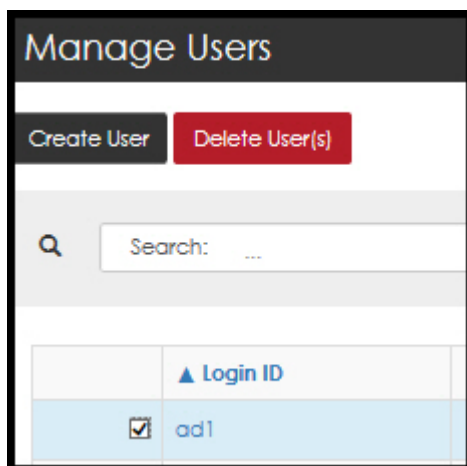 Manage Users
Create User Delete User(s)
Search: ...
▲ Login ID
ad1